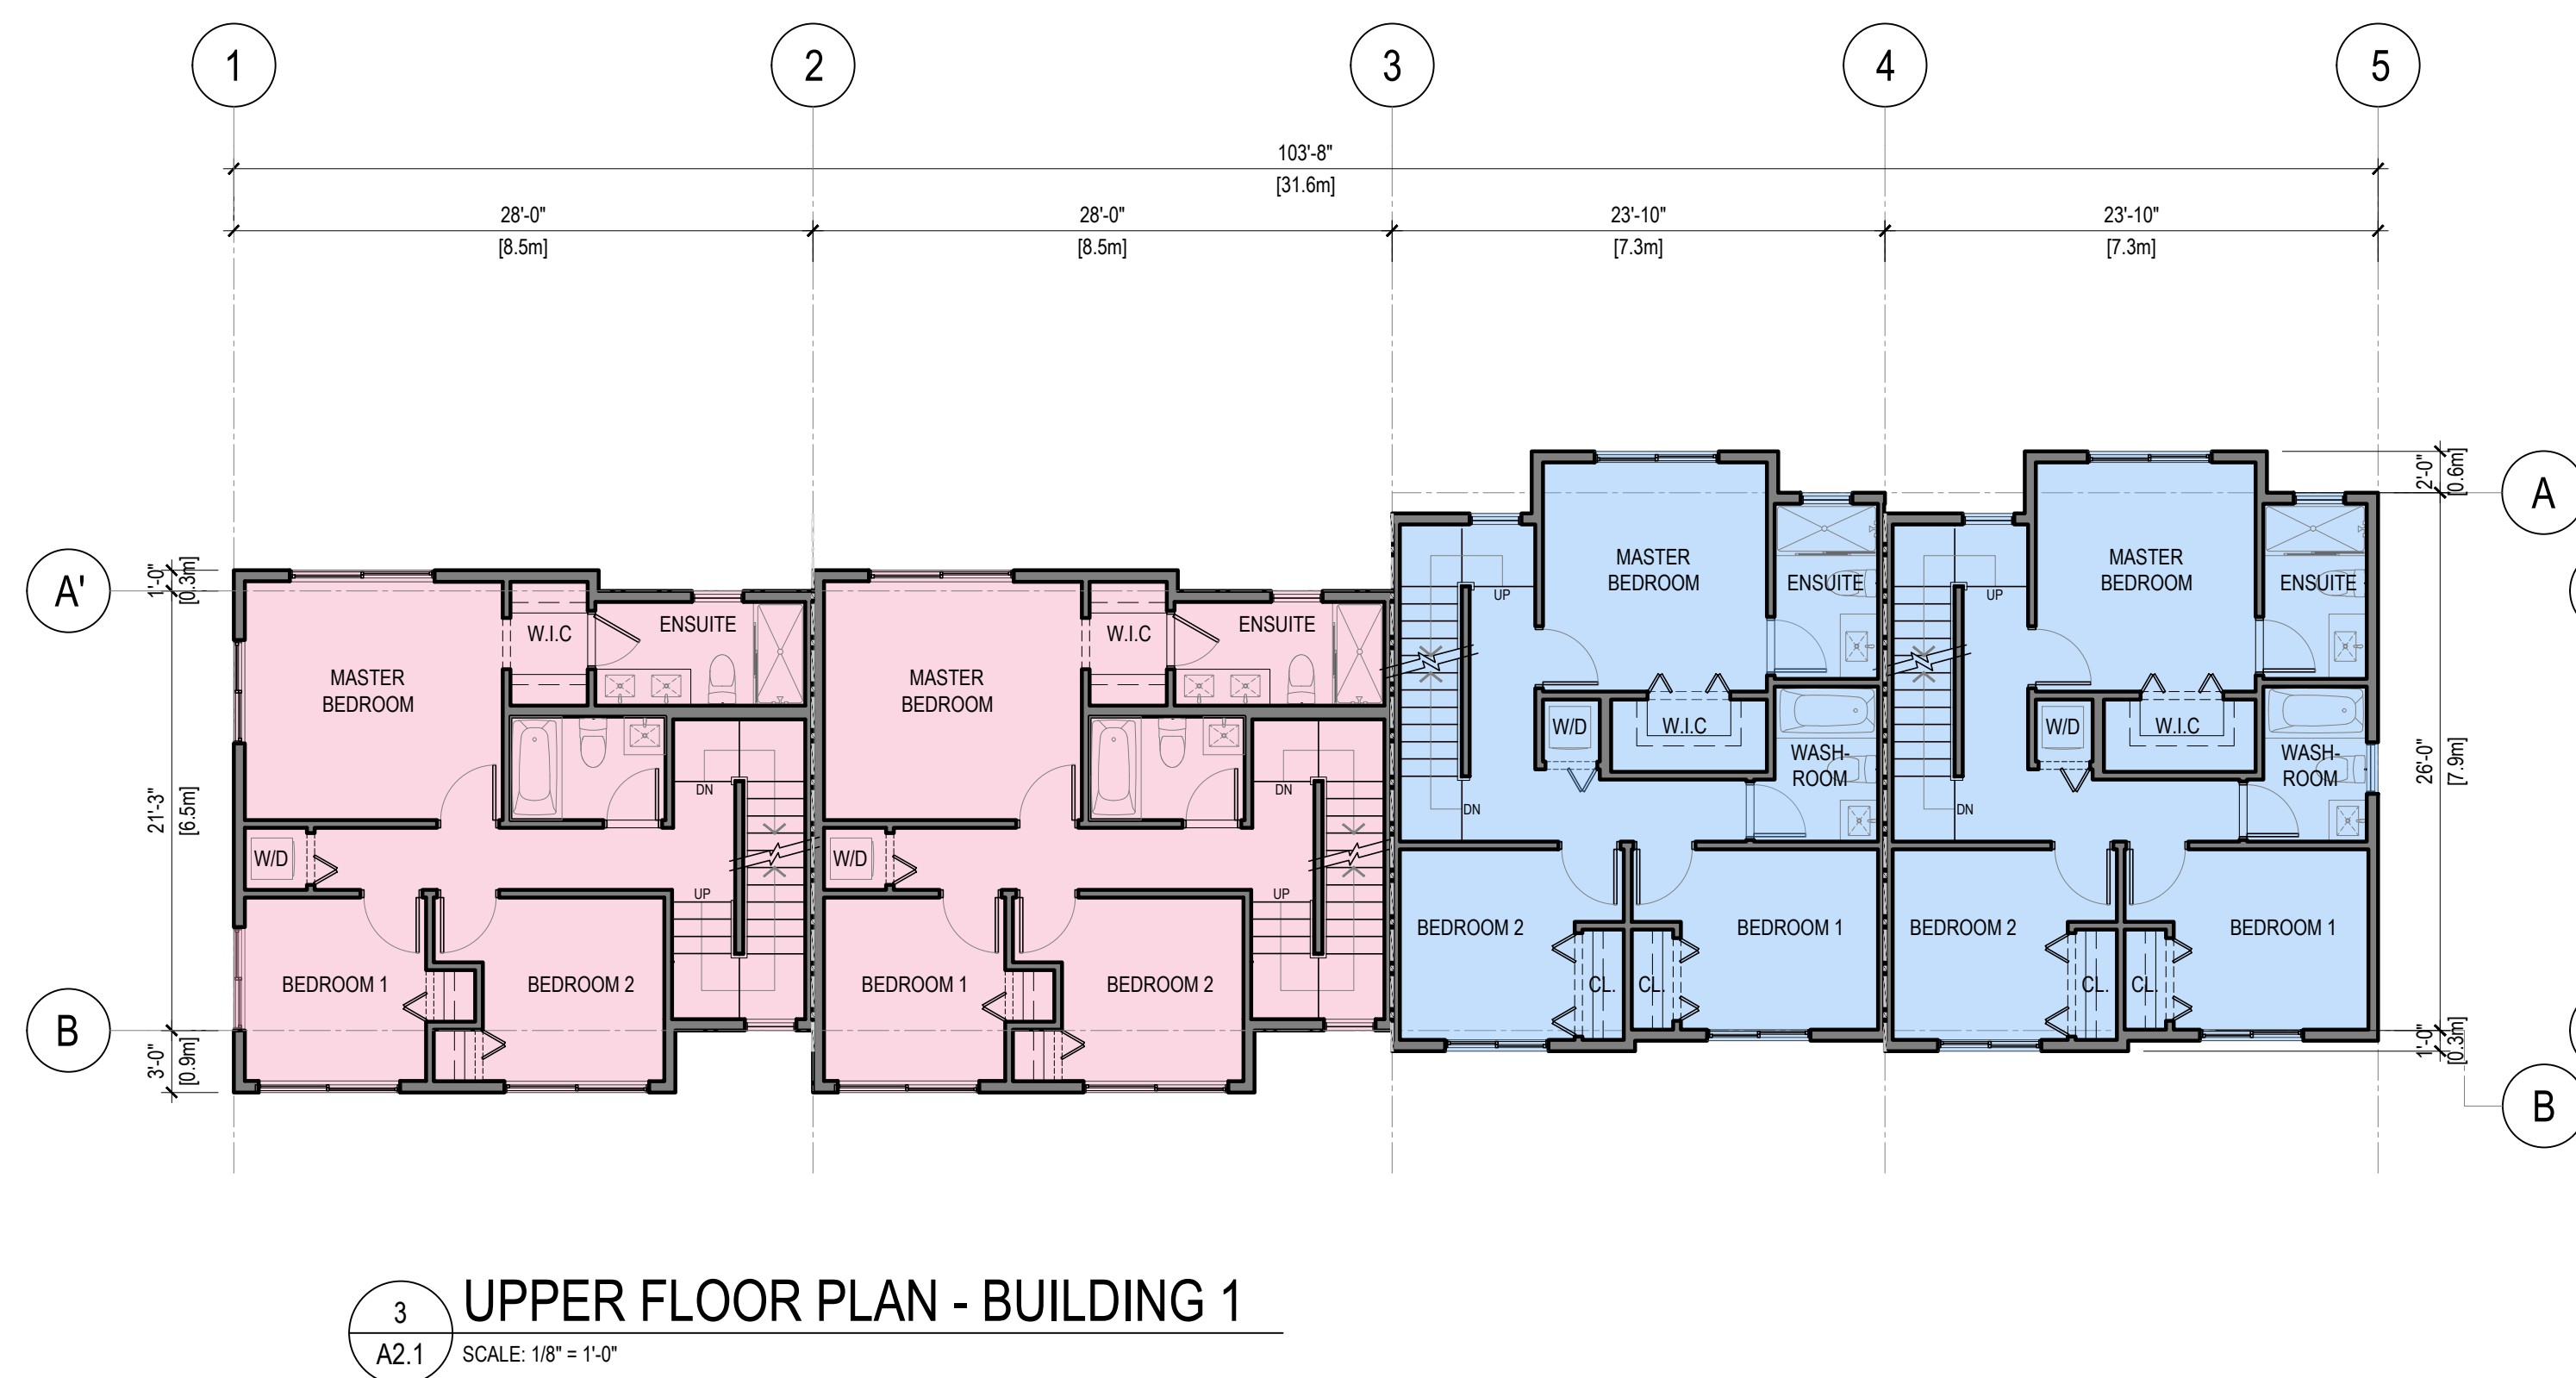 1
2
3
4
5
103'-8"
[31.6m]
28'-0"
28'-0"
23'-10"
23'-10"
[8.5m]
[8.5m]
[7.3m]
[7.3m]
A
2'-0"
[0.6m]
A'
1'-0"
[0.3m]
MASTER
BEDROOM
W.I.C
ENSUITE
MASTER
BEDROOM
W.I.C
ENSUITE
MASTER
BEDROOM
ENSUITE
UP
MASTER
BEDROOM
ENSUITE
UP
W/D
W.I.C
WASH-
ROOM
W/D
W.I.C
WASH-
ROOM
21'-3"
[6.5m]
26'-0"
[7.9m]
DN
DN
DN
DN
W/D
W/D
UP
UP
BEDROOM 1
BEDROOM 2
BEDROOM 1
BEDROOM 2
BEDROOM 2
BEDROOM 1
BEDROOM 2
BEDROOM 1
CL.
CL.
CL.
CL.
B
3'-0"
[0.9m]
1'-0"
[0.3m]
B
3
A2.1
UPPER FLOOR PLAN - BUILDING 1
SCALE: 1/8" = 1'-0"